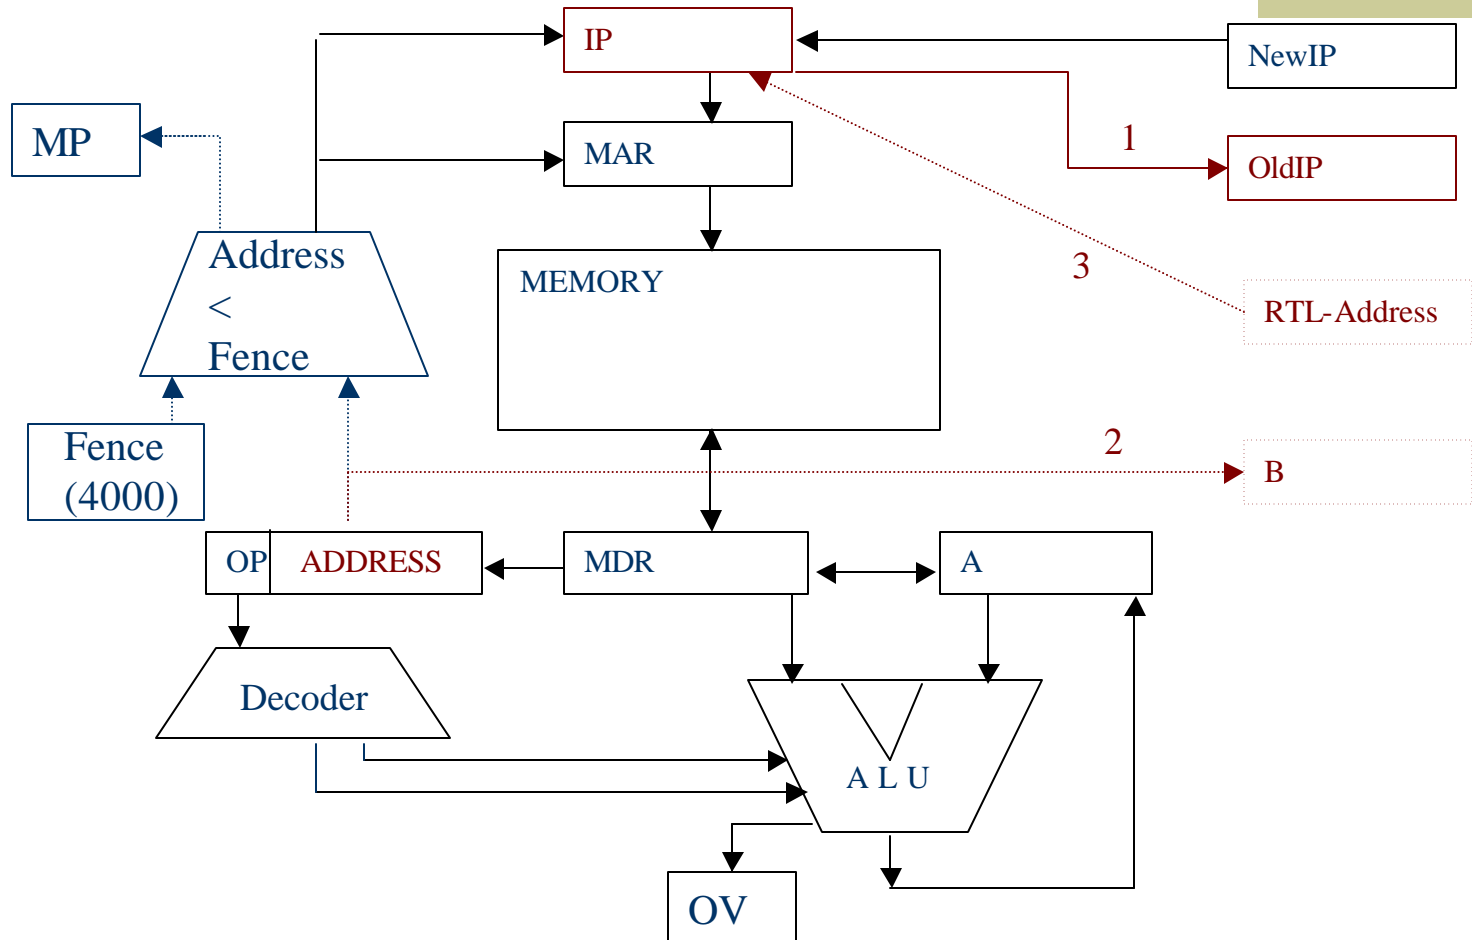 IP
NewIP
MP
MAR
1
OldIP
Address
<
Fence
MEMORY
3
RTL-Address
Fence
(4000)
2
B
OP ADDRESS
MDR
A
Decoder
A L U
OV